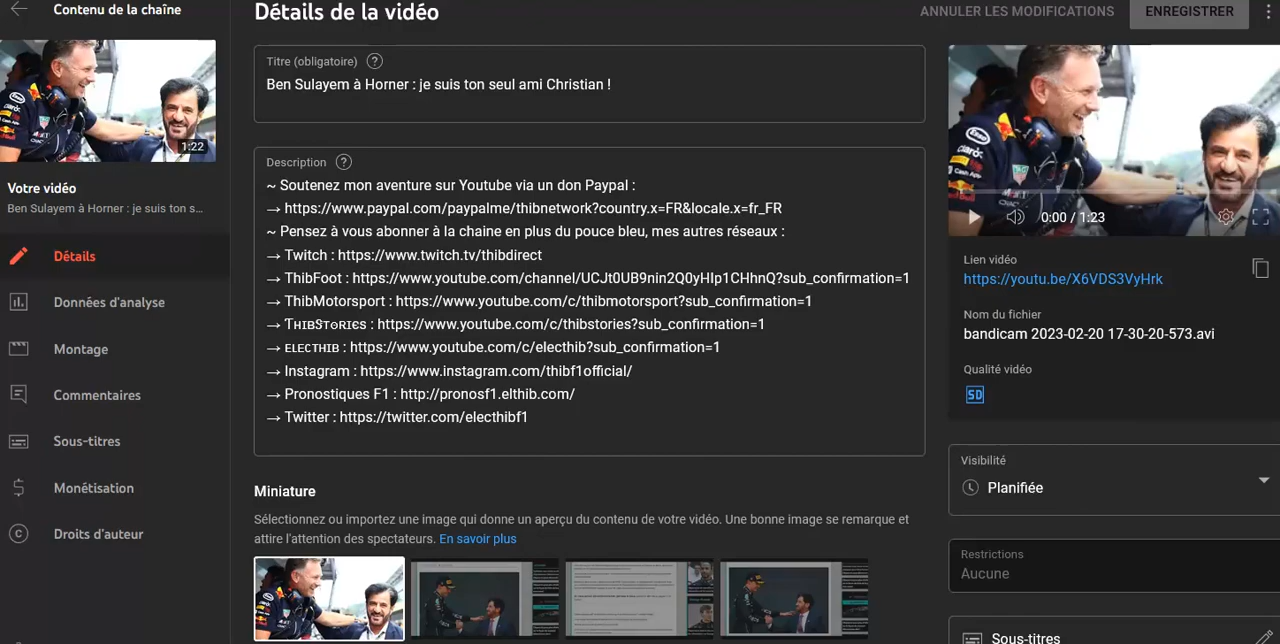 Contenu de la chaîne
Détails de la vidéo
ANNULER LES MODIFICATIONS
ENREGISTRER
1:22
Votre vidéo
Ben Sulayem à Horner : je suis ton s...
Détails
Données d'analyse
Montage
Commentaires
Sous-titres
Monétisation
Droits d'auteur
Titre (obligatoire)
Ben Sulayem à Horner : je suis ton seul ami Christian !
Description
~ Soutenez mon aventure sur Youtube via un don Paypal :
→ https://www.paypal.com/paypalme/thibnetwork?country.x=FR&locale.x=fr_FR
~ Pensez à vous abonner à la chaine en plus du pouce bleu, mes autres réseaux :
→ Twitch : https://www.twitch.tv/thibdirect
→ ThibFoot : https://www.youtube.com/channel/UCJt0UB9nin2Q0yHIp1CHnnQ?sub_confirmation=1
→ ThibMotorsport : https://www.youtube.com/c/thibmotorsport?sub_confirmation=1
→ TʜɪʙSᴛᴏʀɪᴇs : https://www.youtube.com/c/thibstories?sub_confirmation=1
→ ᴇʟᴇᴄᴛʜɪʙ : https://www.youtube.com/c/electhib?sub_confirmation=1
→ Instagram : https://www.instagram.com/thibf1official/
→ Pronostiques F1 : http://pronosf1.elthib.com/
→ Twitter : https://twitter.com/electhibf1
Miniature
Sélectionnez ou importez une image qui donne un aperçu du contenu de votre vidéo. Une bonne image se remarque et
attire l'attention des spectateurs. En savoir plus
Esso
Cash App
0:00 / 1:23
Lien vidéo
https://youtu.be/X6VDS3VyHrk
Nom du fichier
bandicam 2023-02-20 17-30-20-573.avi
Qualité vidéo
SD
Visibilité
Planifiée
Restrictions
Aucune
Sous-titres